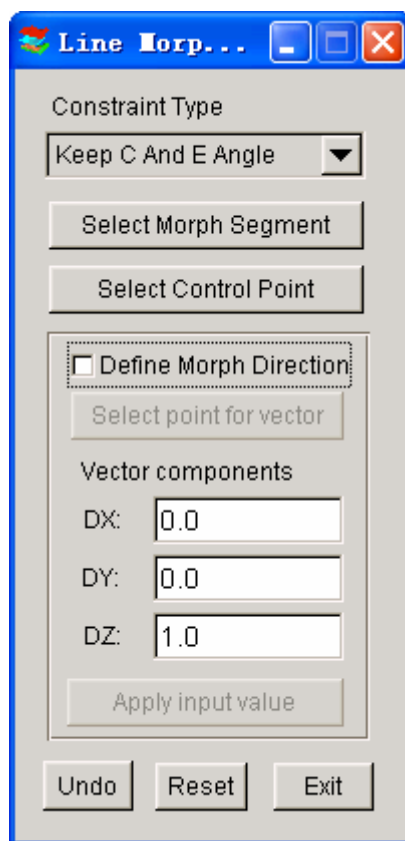 Line Morp...
Constraint Type
Keep C And E Angle
Select Morph Segment
Select Control Point
Define Morph Direction
Select point for vector
Vector components
DX: 0.0
DY: 0.0
DZ: 1.0
Apply input value
Undo Reset Exit